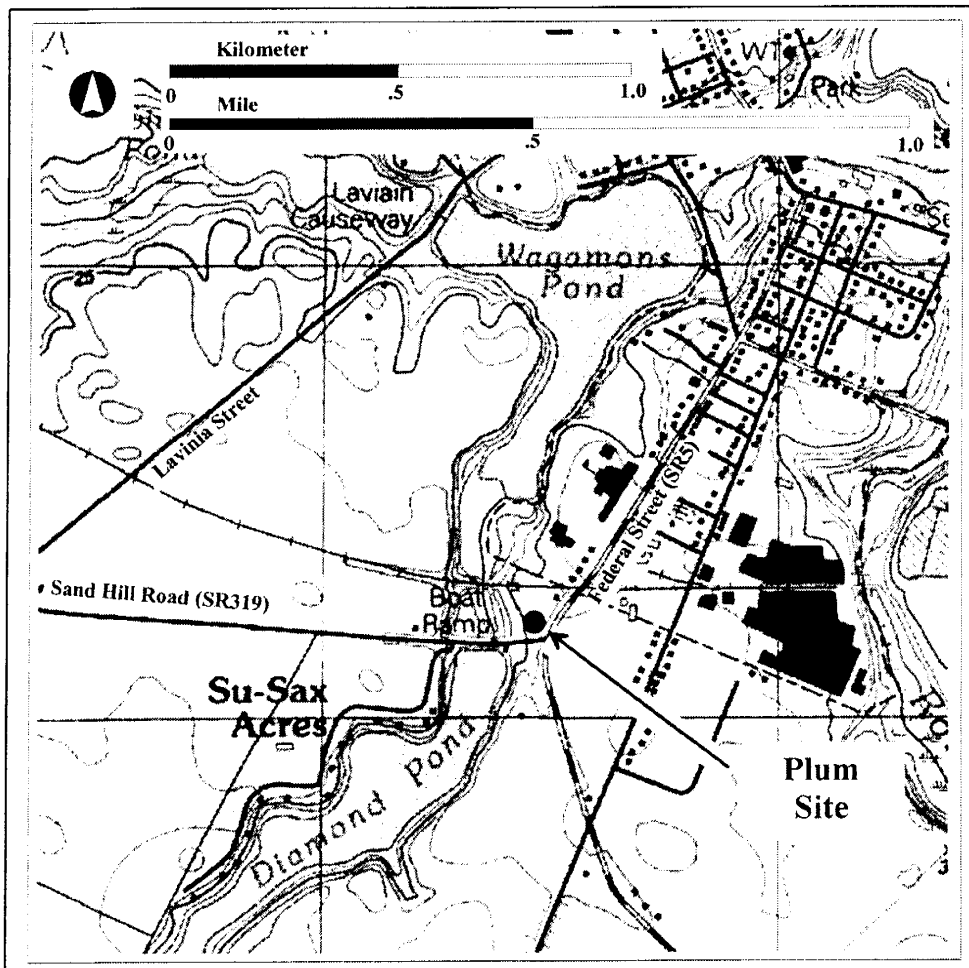 Kilometer
0 .5 1.0
Mile
0 .5 1.0
WT
Park
Laviain
Causeway
Wagamons
Pond
25
Lavinia Street
Federal Street (SR5)
Sand Hill Road (SR319)
Boat
Ramp
Su-Sax
Acres
Diamond Pond
Plum
Site